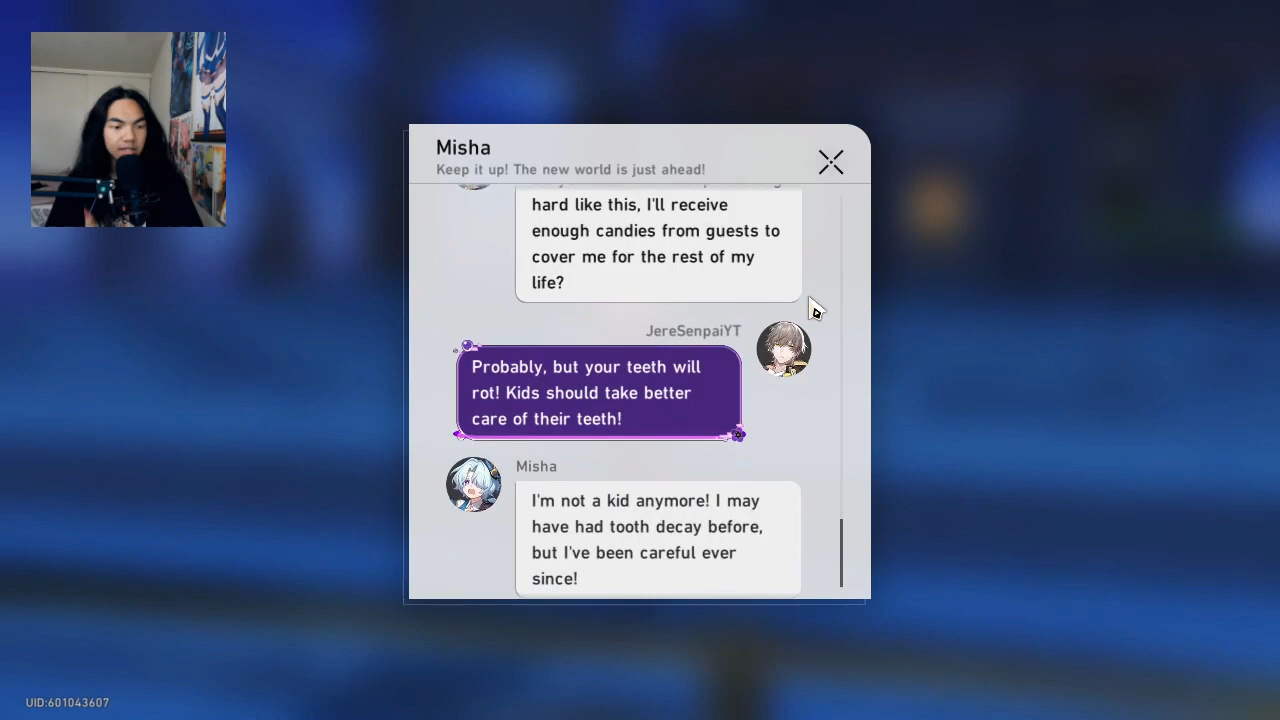 Misha
Keep it up! The new world is just ahead!
hard like this, I'll receive
enough candies from guests to
cover me for the rest of my
life?
JereSenpaiYT
Probably, but your teeth will
rot! Kids should take better
care of their teeth!
Misha
I'm not a kid anymore! I may
have had tooth decay before,
but I've been careful ever
since!
UID:601043607